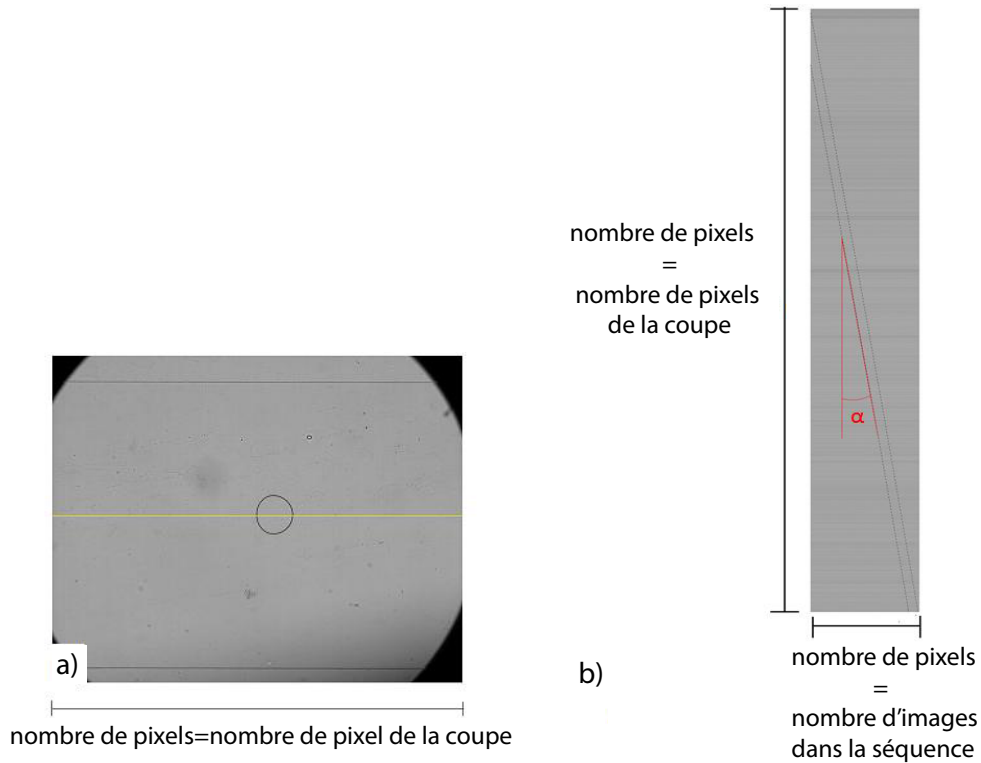 nombre de pixels
=
nombre de pixels
de la coupe
α
a)
nombre de pixels=nombre de pixel de la coupe
b)
nombre de pixels
=
nombre d'images
dans la séquence